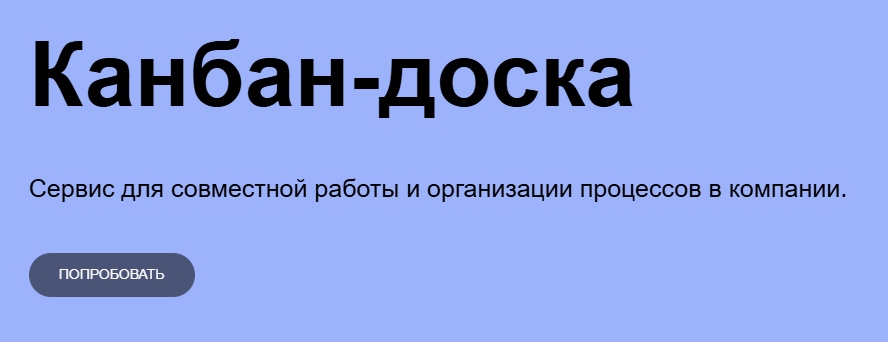 Канбан-доска
Сервис для совместной работы и организации процессов в компании.
ПОПРОБОВАТЬ